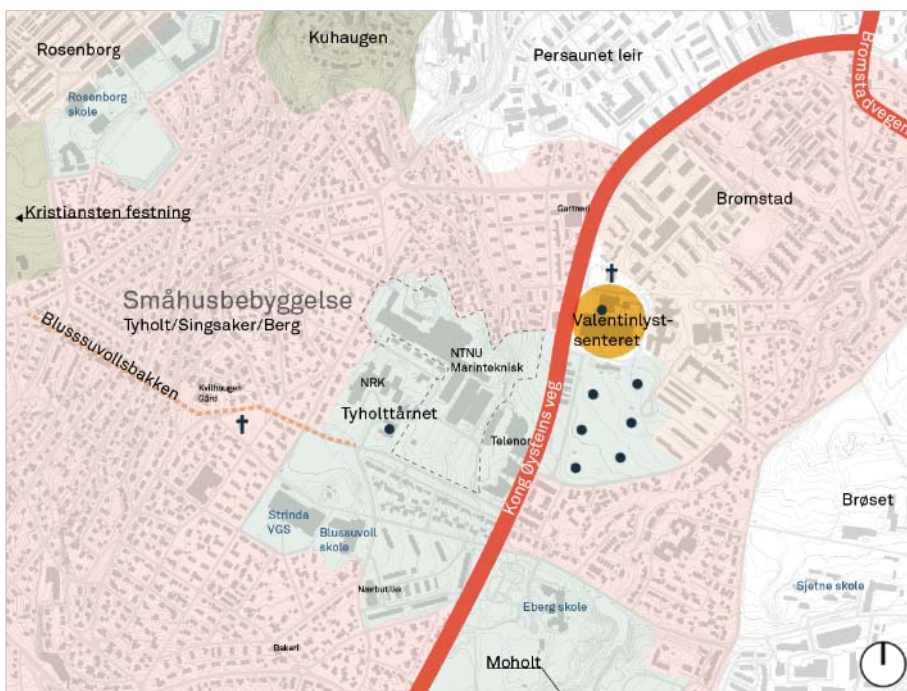 Rosenborg
Kuhaugen
Persaunet leir
Bromstadvegen
Rosenborg
skole
Bromstad
Gartneri
Kristiansten festning
Småhusbebyggelse
Tyholt/Singsaker/Berg
Valentinlyst-
senteret
Blusssuvollsbakken
NTNU
Marinteknisk
NRK
Kvilhaugen
Gård
Tyholttårnet
Telenor
Kong Øysteins veg
Brøset
Strinda
VGS
Blussuvoll
skole
Sjetne skole
Nærbutikk
Eberg skole
Bakeri
Moholt